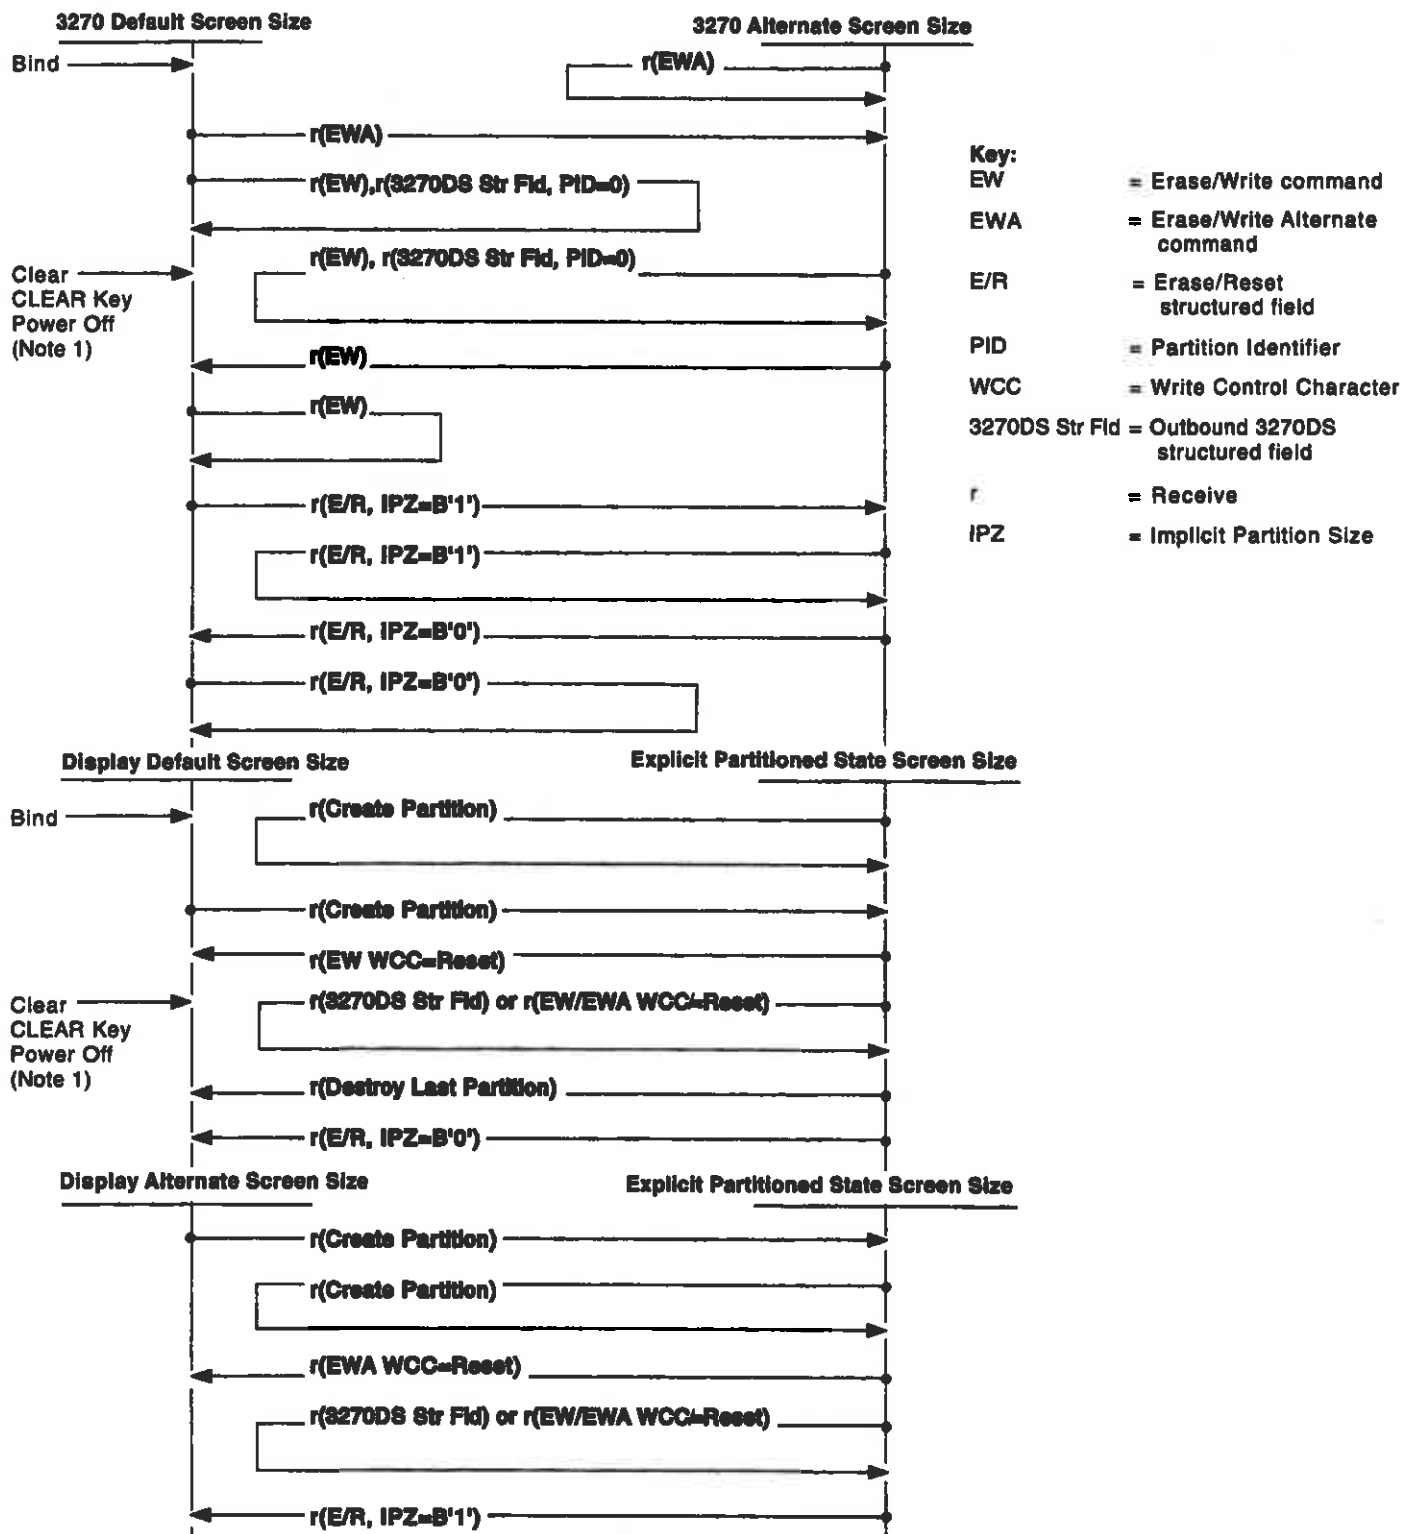 3270 Default Screen Size
3270 Alternate Screen Size
Bind
r(EWA)
r(EWA)
r(EW),r(3270DS Str Fld, PID=0)
r(EW), r(3270DS Str Fld, PID=0)
Clear
CLEAR Key
Power Off
(Note 1)
r(EW)
r(EW)
r(E/R, IPZ=B'1')
r(E/R, IPZ=B'1')
r(E/R, IPZ=B'0')
r(E/R, IPZ=B'0')
Key:
EW = Erase/Write command
EWA = Erase/Write Alternate
command
E/R = Erase/Reset
structured field
PID = Partition Identifier
WCC = Write Control Character
3270DS Str Fld = Outbound 3270DS
structured field
r = Receive
IPZ = Implicit Partition Size
Display Default Screen Size
Explicit Partitioned State Screen Size
Bind
r(Create Partition)
r(Create Partition)
r(EW WCC=Reset)
Clear
CLEAR Key
Power Off
(Note 1)
r(3270DS Str Fld) or r(EW/EWA WCC/=Reset)
r(Destroy Last Partition)
r(E/R, IPZ=B'0')
Display Alternate Screen Size
Explicit Partitioned State Screen Size
r(Create Partition)
r(Create Partition)
r(EWA WCC=Reset)
r(3270DS Str Fld) or r(EW/EWA WCC/=Reset)
r(E/R, IPZ=B'1')